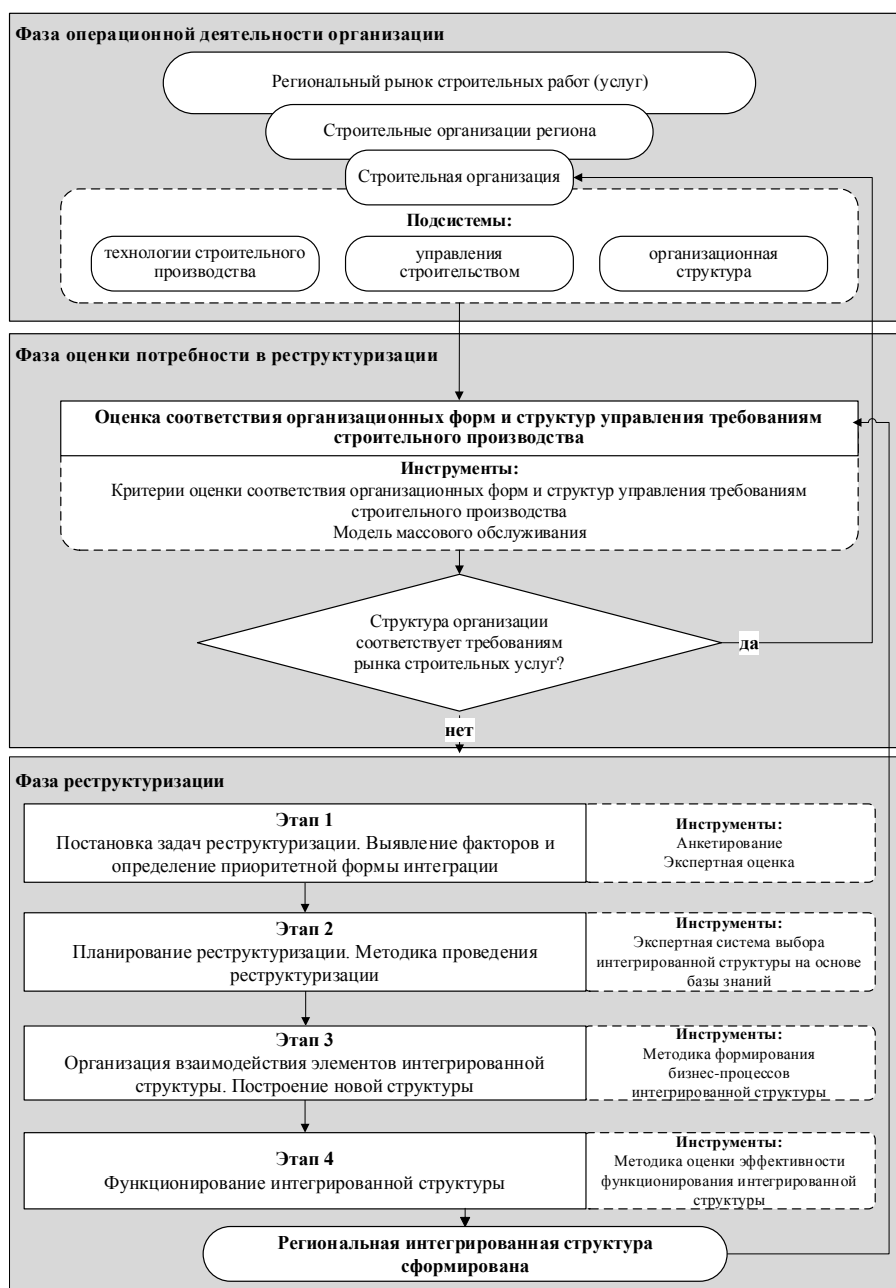 Фаза операционной деятельности организации
Региональный рынок строительных работ (услуг)
Строительные организации региона
Строительная организация
Подсистемы:
технологии строительного
производства
управления
строительством
организационная
структура
Фаза оценки потребности в реструктуризации
Оценка соответствия организационных форм и структур управления требованиям
строительного производства
Инструменты:
Критерии оценки соответствия организационных форм и структур управления требованиям
строительного производства
Модель массового обслуживания
Структура организации
соответствует требованиям
рынка строительных услуг?
да
нет
Фаза реструктуризации
Этап 1
Постановка задач реструктуризации. Выявление факторов и
определение приоритетной формы интеграции
Инструменты:
Анкетирование
Экспертная оценка
Этап 2
Планирование реструктуризации. Методика проведения
реструктуризации
Инструменты:
Экспертная система выбора
интегрированной структуры на основе
базы знаний
Этап 3
Организация взаимодействия элементов интегрированной
структуры. Построение новой структуры
Инструменты:
Методика формирования
бизнес-процессов
интегрированной структуры
Этап 4
Функционирование интегрированной структуры
Инструменты:
Методика оценки эффективности
функционирования интегрированной
структуры
Региональная интегрированная структура
сформирована